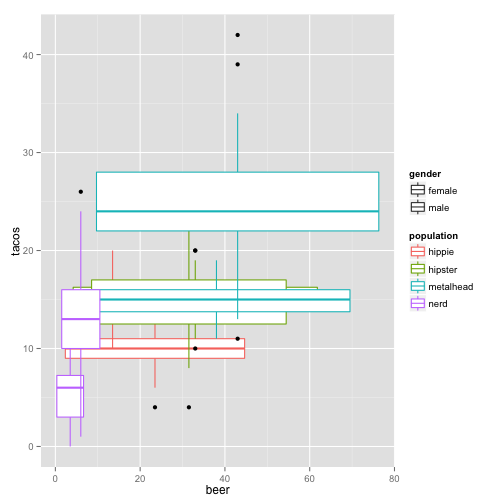 tacos
40
30
20
10
0
0 20 40 60 80
beer
gender
female
male
population
hippie
hipster
metalhead
nerd